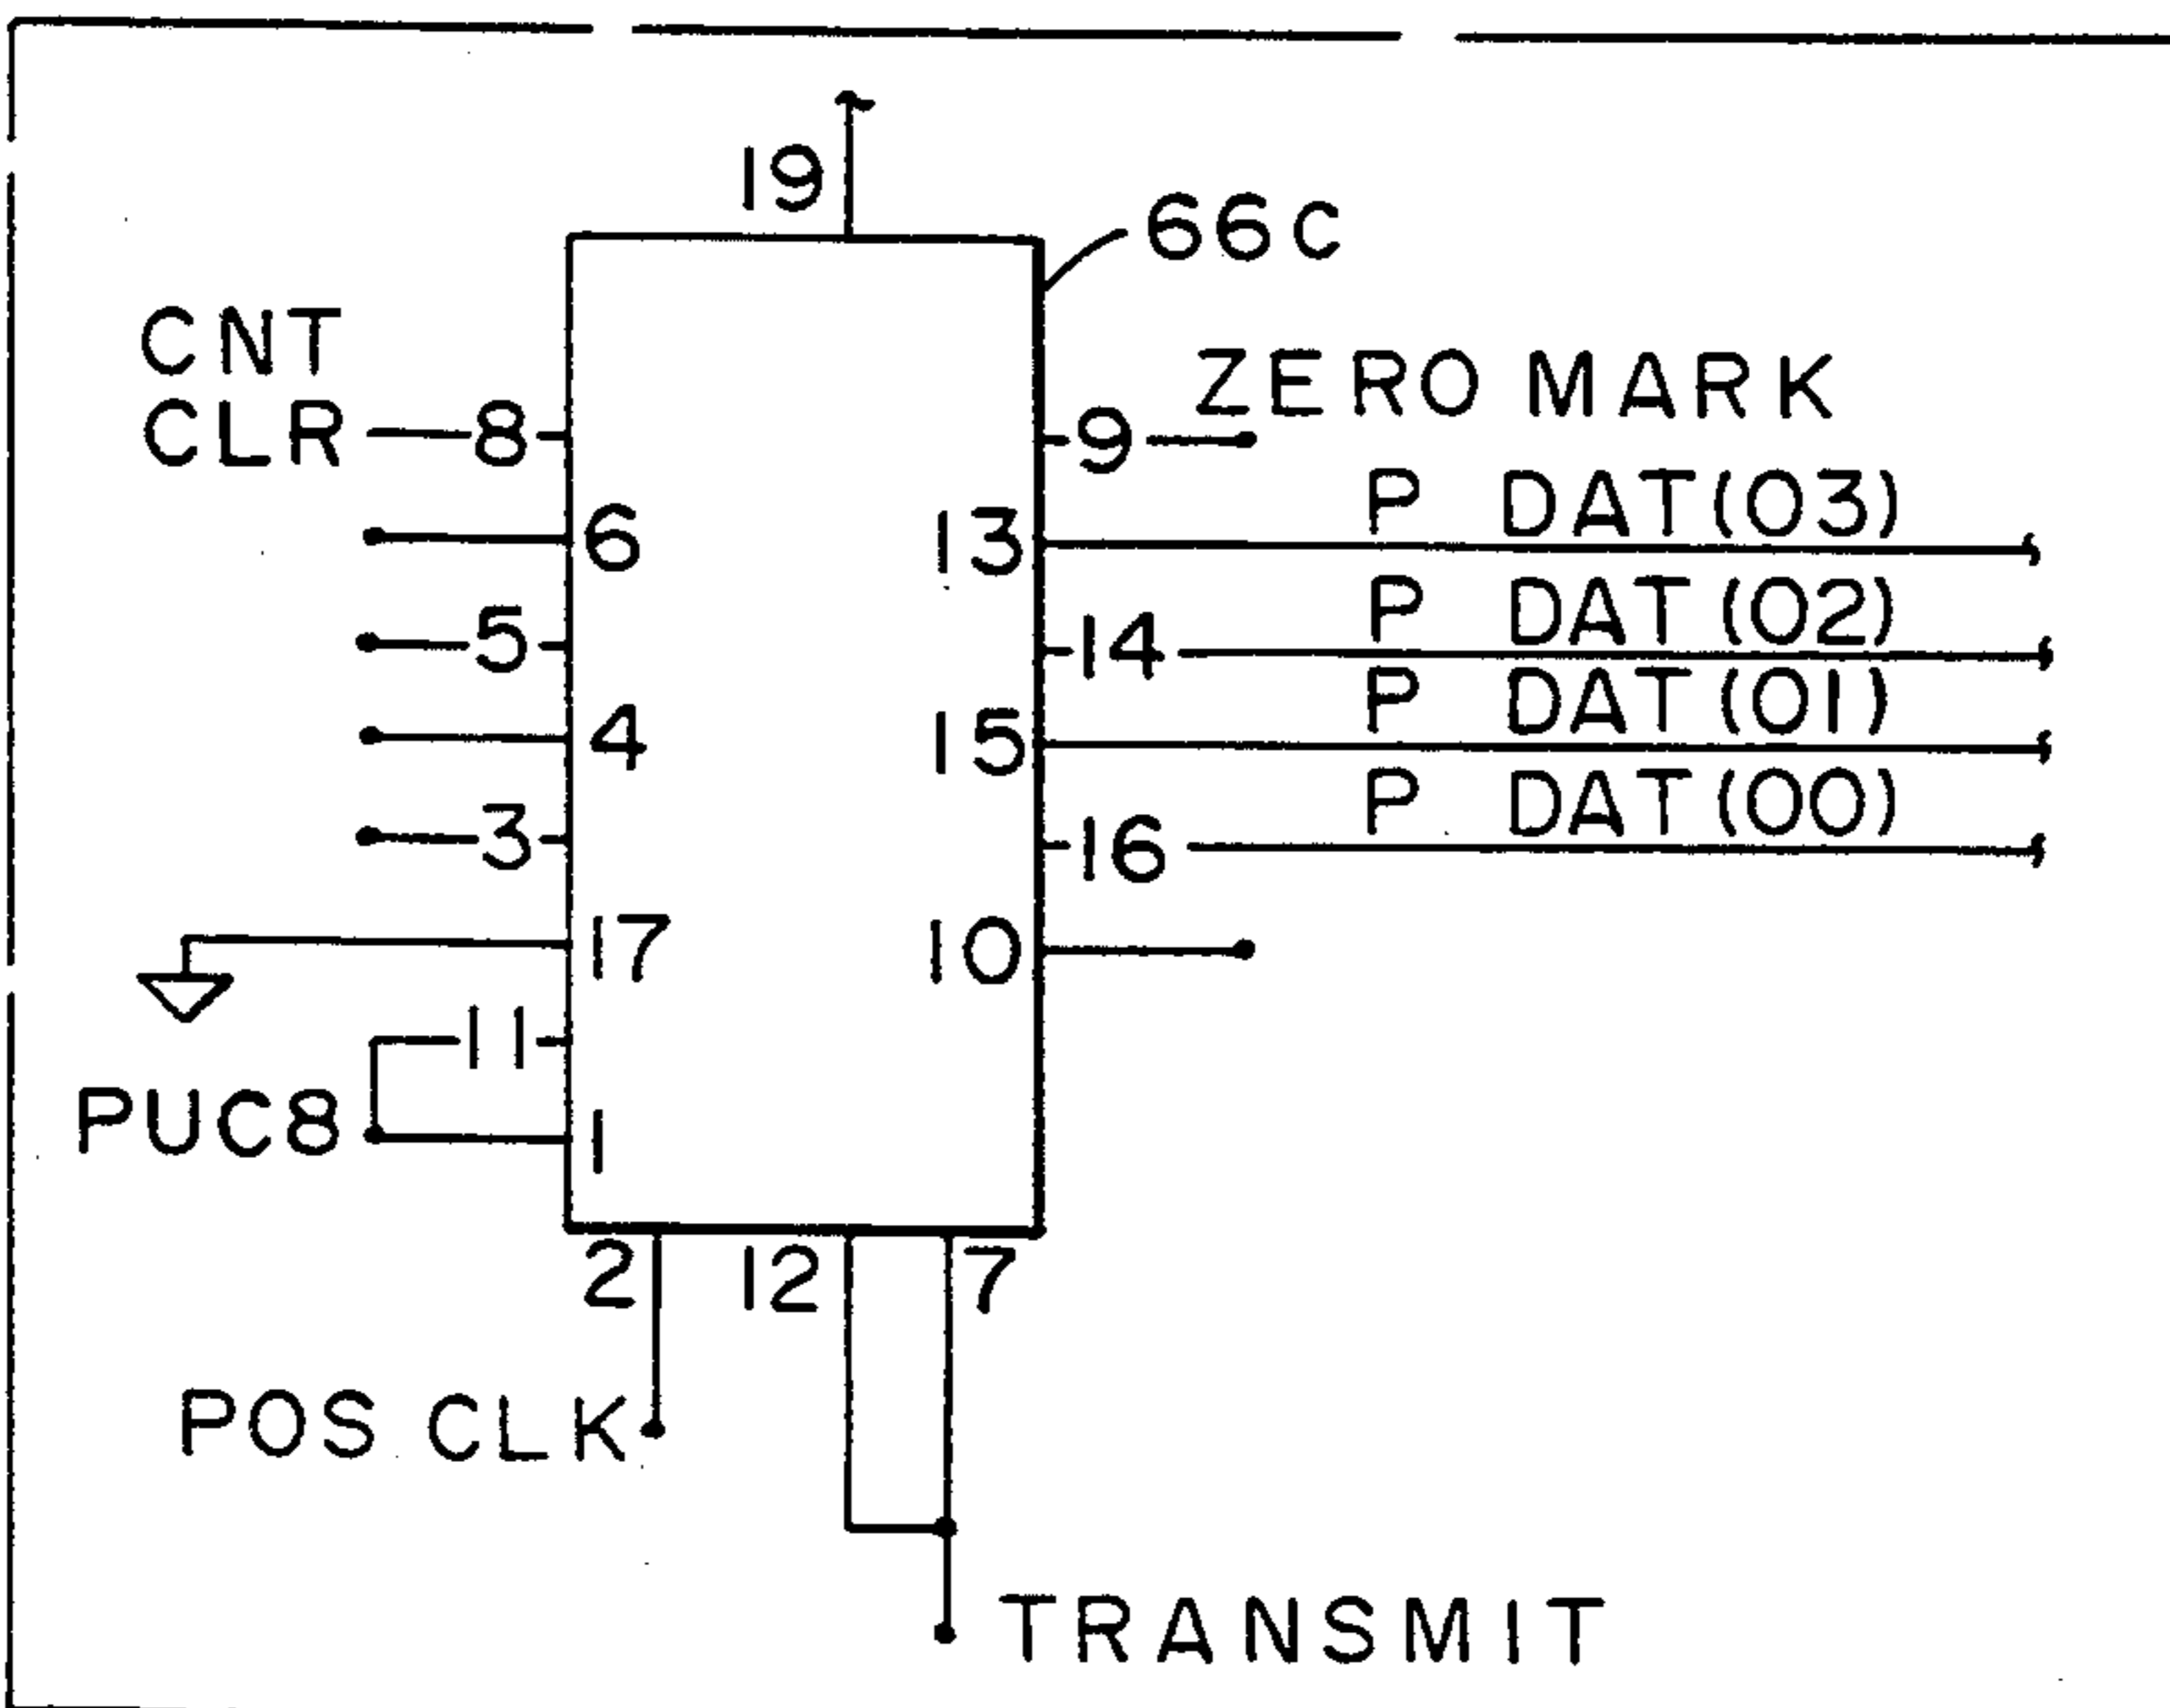 19
66C
CNT
CLR 8
ZERO MARK
9
6
13
P DAT(03)
5
14
P DAT(02)
4
15
P DAT(01)
3
16
P DAT(00)
17
10
11
PUC8
1
2
12
7
POS CLK
TRANSMIT